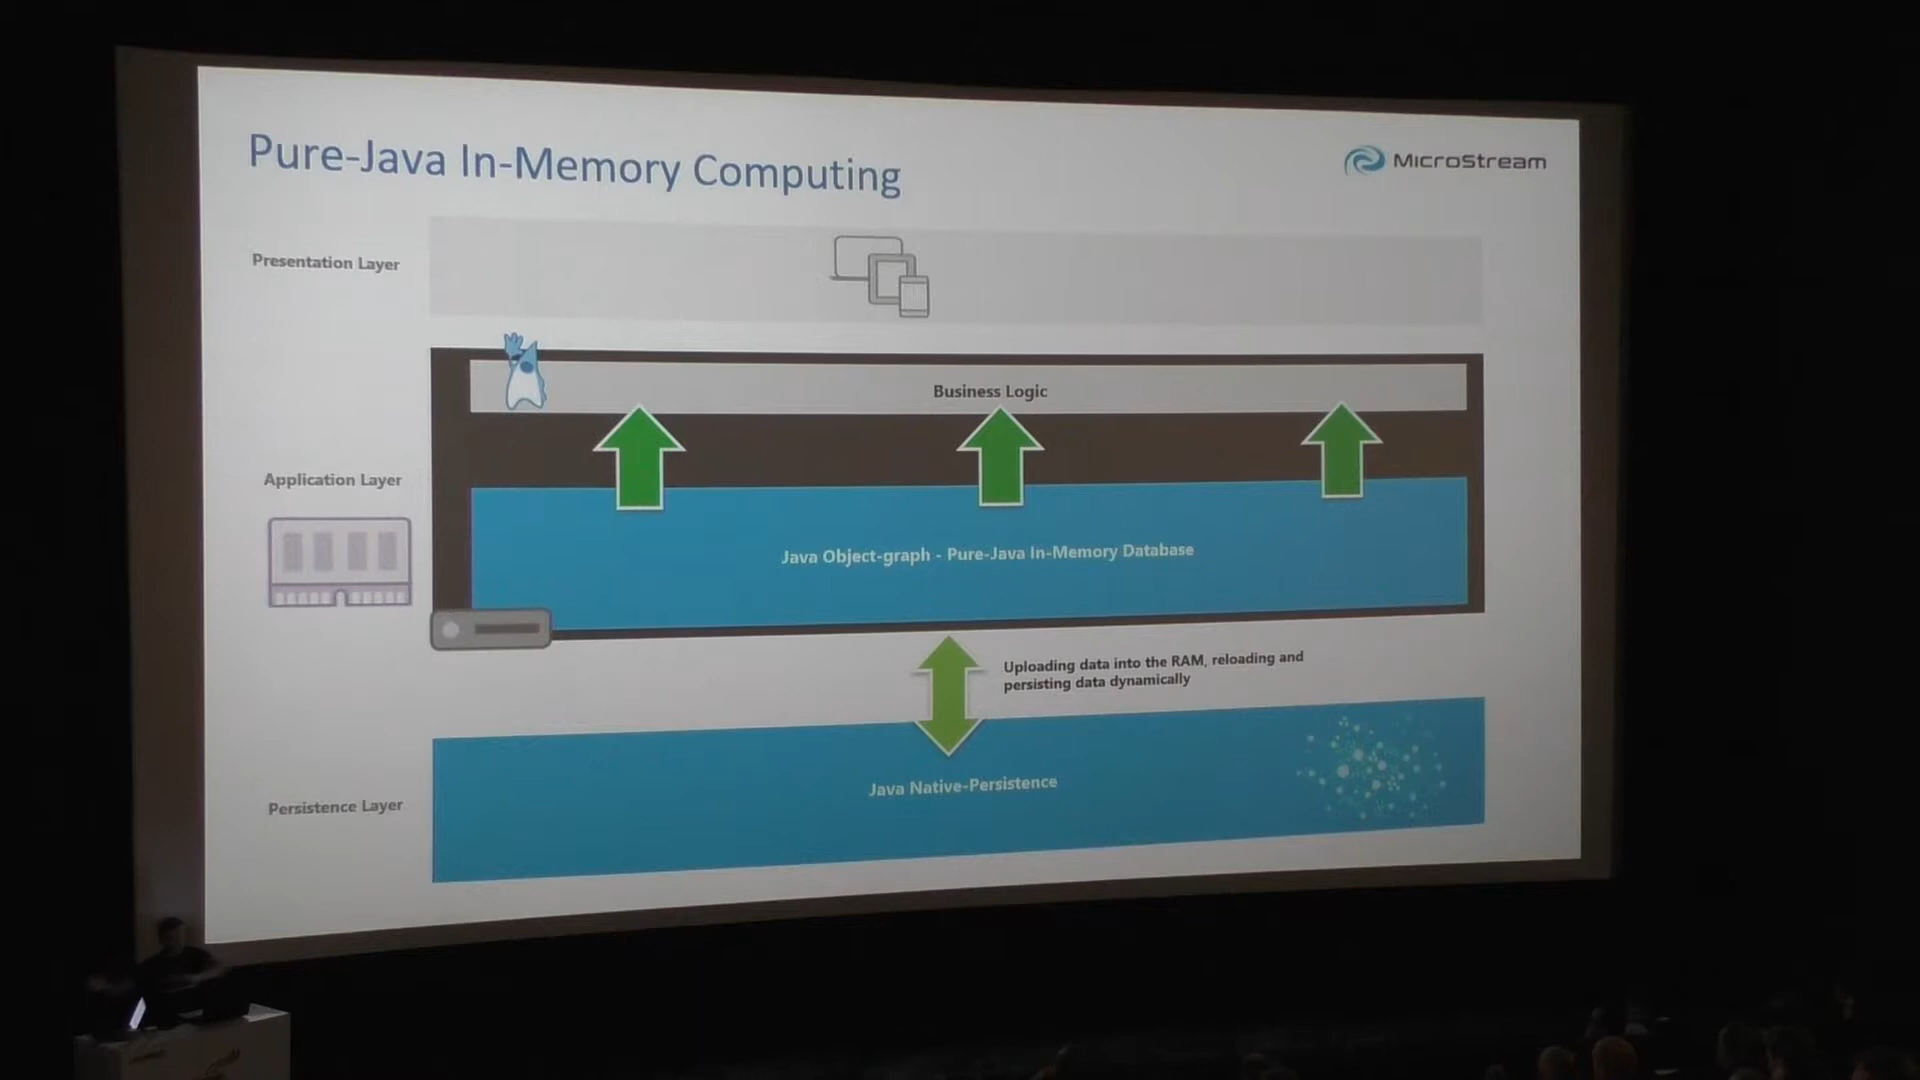 Pure-Java In-Memory Computing
MicroStream
Presentation Layer
Business Logic
Application Layer
Java Object-graph - Pure-Java In-Memory Database
Uploading data into the RAM, reloading and
persisting data dynamically
Java Native-Persistence
Persistence Layer